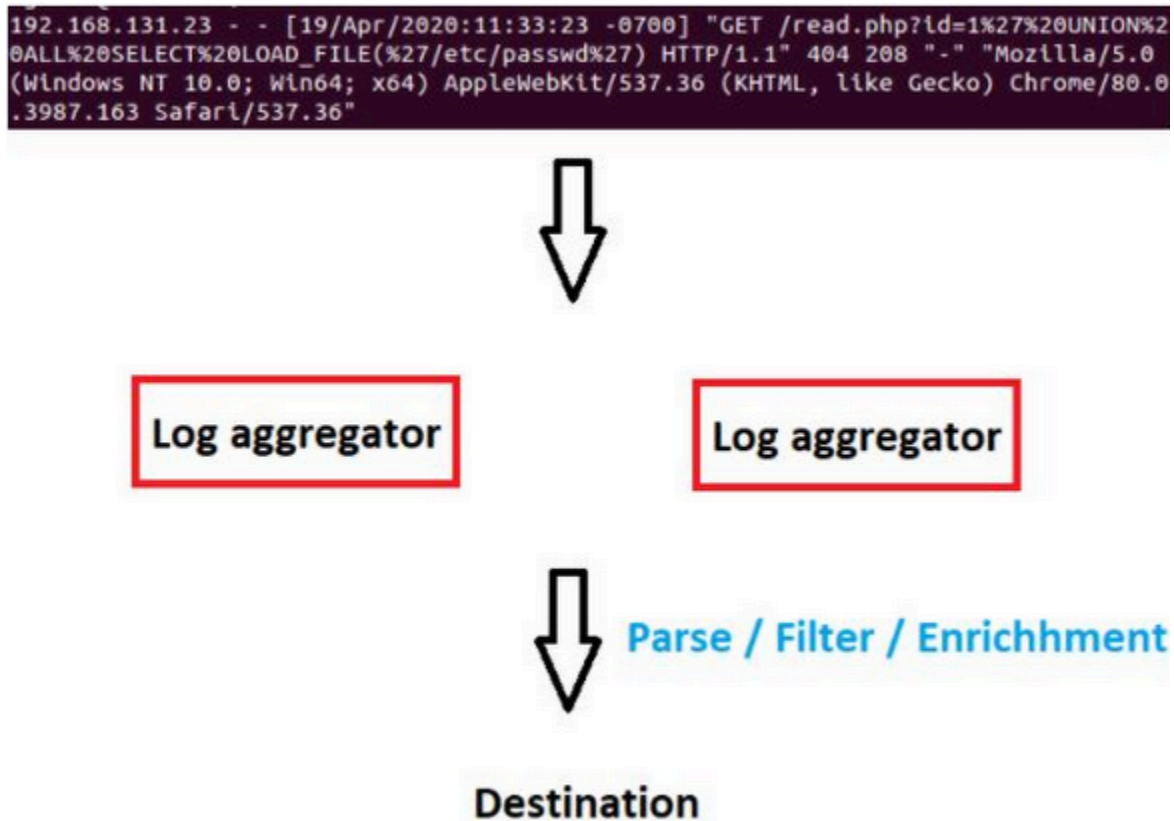 192.168.131.23 - - [19/Apr/2020:11:33:23 -0700] "GET /read.php?id=1%27%20UNION%2
0ALL%20SELECT%20LOAD_FILE(%27/etc/passwd%27) HTTP/1.1" 404 208 "-" "Mozilla/5.0
(Windows NT 10.0; Win64; x64) AppleWebKit/537.36 (KHTML, like Gecko) Chrome/80.0
.3987.163 Safari/537.36"
Log aggregator
Log aggregator
Parse / Filter / Enrichhment
Destination